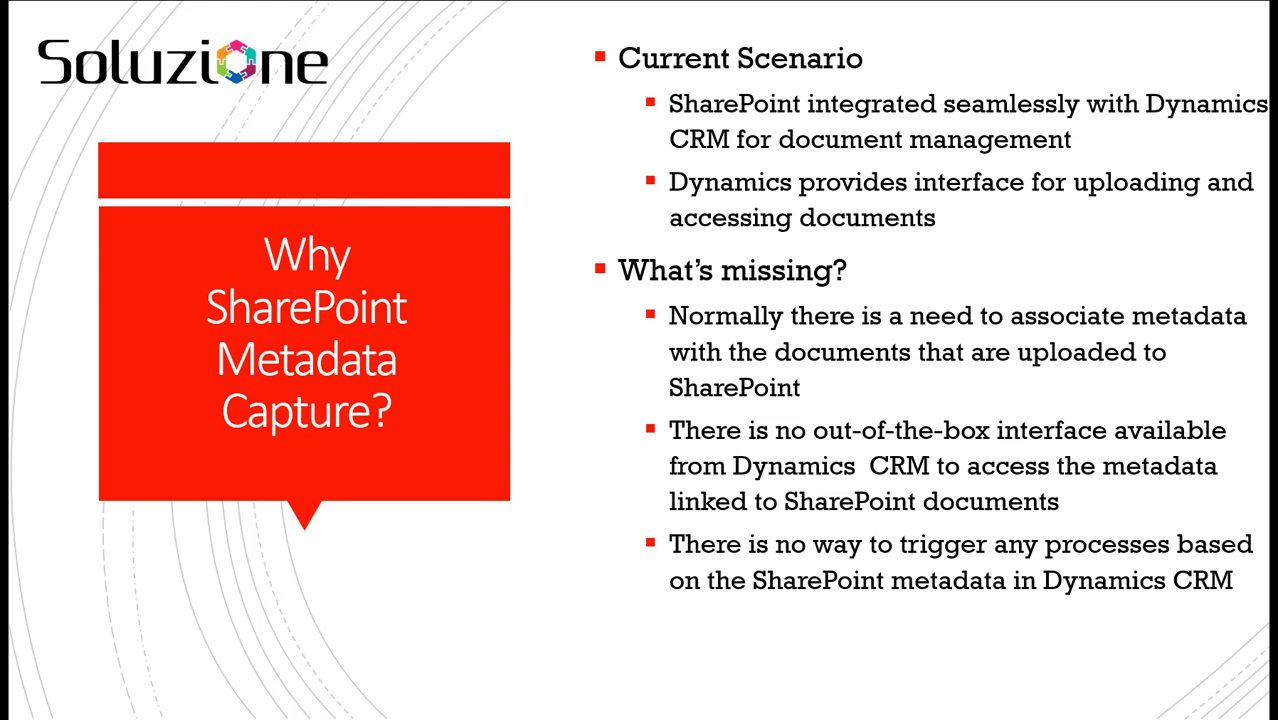 Soluzione
Why
SharePoint
Metadata
Capture?
Current Scenario
SharePoint integrated seamlessly with Dynamics
CRM for document management
Dynamics provides interface for uploading and
accessing documents
What's missing?
Normally there is a need to associate metadata
with the documents that are uploaded to
SharePoint
There is no out-of-the-box interface available
from Dynamics  CRM to access the metadata
linked to SharePoint documents
There is no way to trigger any processes based
on the SharePoint metadata in Dynamics CRM